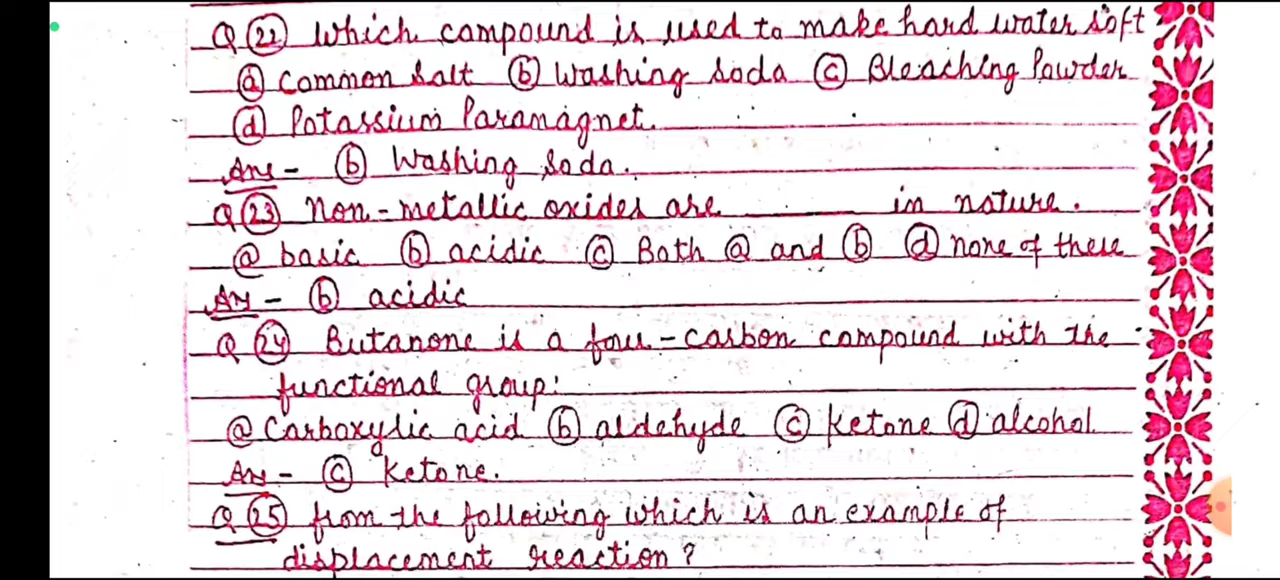 Q (22) Which compound is used to make hard water soft
(a) Common salt (b) Washing soda (c) Bleaching Powder
(d) Potassium Paramagnet.
Ans - (b) Washing soda.
Q (23) Non-metallic oxides are ______ in nature.
(a) basic (b) acidic (c) Both (a) and (b) (d) none of these
An - (b) acidic
Q (24) Butanone is a four-carbon compound with the
functional group:
(a) Carboxylic acid (b) aldehyde (c) Ketone (d) alcohol
An - (c) Ketone.
Q (25) from the following which is an example of
displacement reaction?